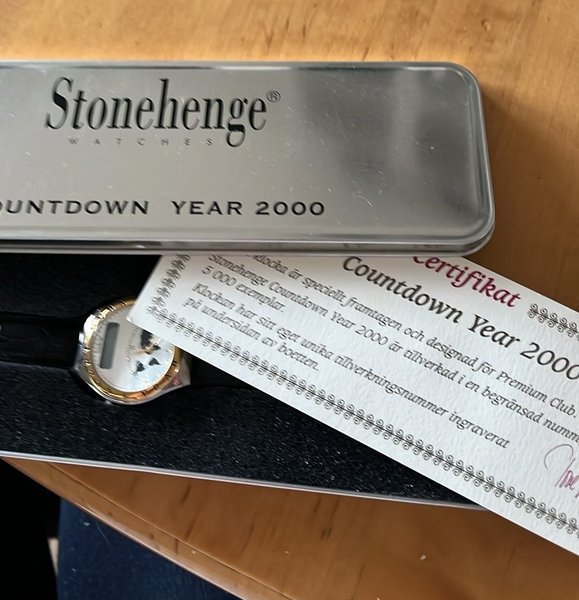 Stonehenge®
WATCHES
OUNTDOWN YEAR 2000
Certifikat
Countdown Year 2000
klocka är speciellt framtagen och designad för Premium Club
Stonehenge Countdown Year 2000 är tillverkad i en begränsad
5 000 exemplar.
Klockan har sitt eget unika tillverkningsnummer ingraverat
på undersidan av boetten.